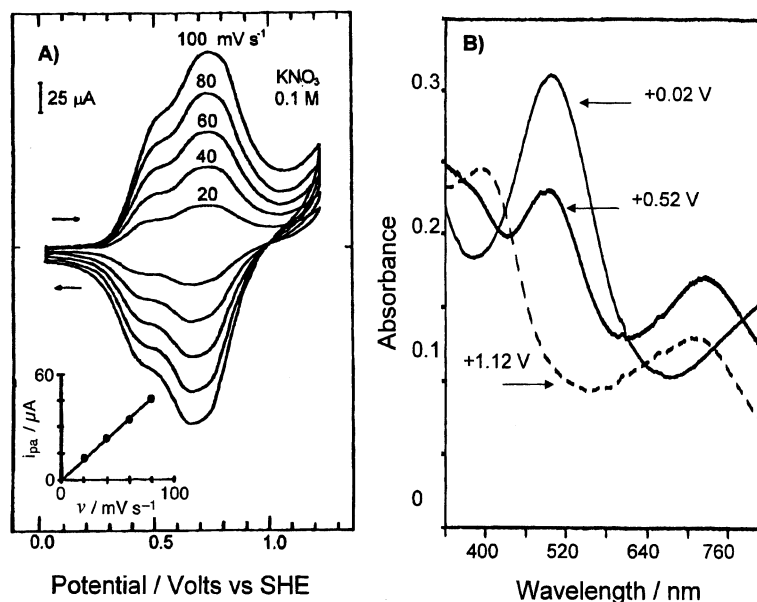 A)
100 mV s⁻¹
80
60
40
20
25 µA
KNO₃
0.1 M
60
0
iₚₐ / µA
0
100
ν / mV s⁻¹
0.0
0.5
1.0
Potential / Volts vs SHE
B)
0.3
0.2
0.1
0
Absorbance
+0.02 V
+0.52 V
+1.12 V
400
520
640
760
Wavelength / nm